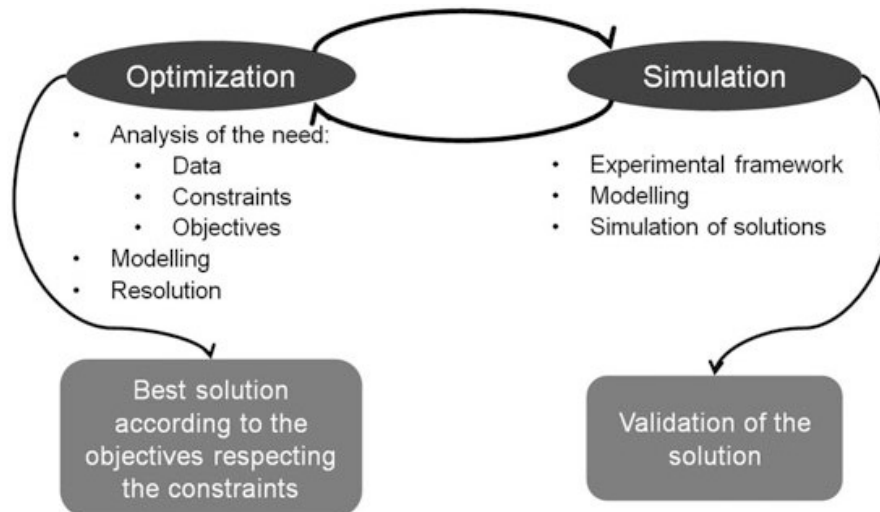 Optimization
• Analysis of the need:
• Data
• Constraints
• Objectives
• Modelling
• Resolution
Best solution
according to the
objectives respecting
the constraints
Simulation
• Experimental framework
• Modelling
• Simulation of solutions
Validation of the
solution